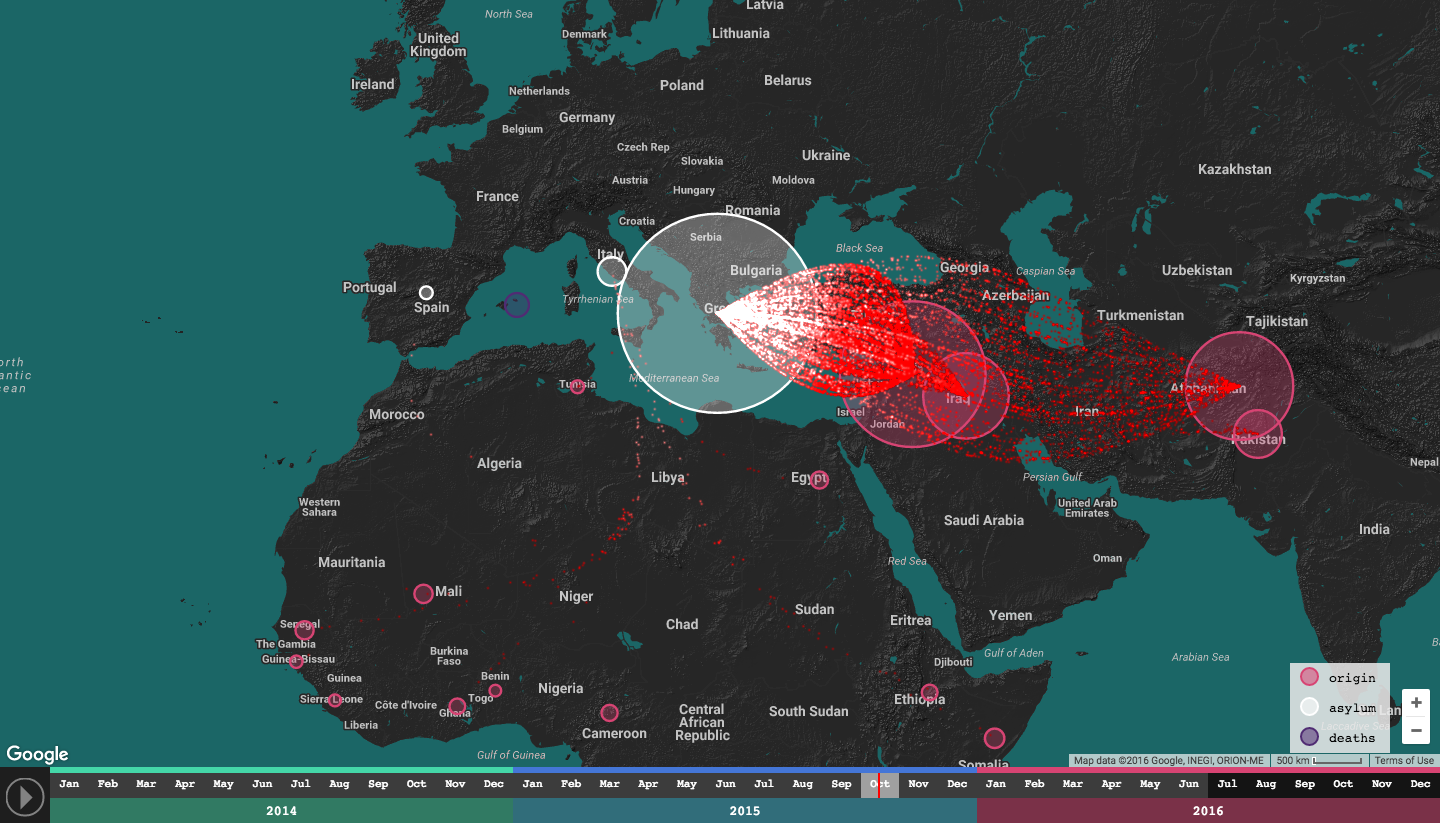 Latvia
North Sea
Denmark
Lithuania
United
Kingdom
Ireland
Netherlands
Poland
Belarus
Germany
Belgium
Czech Rep
Ukraine
Slovakia
Kazakhstan
Austria
Hungary
Moldova
France
Romania
Croatia
Serbia
Black Sea
Italy
Bulgaria
Georgia
Caspian Sea
Uzbekistan
Kyrgyzstan
Portugal
Spain
Tyrrhenian Sea
Azerbaijan
Turkmenistan
Tajikistan
Mediterranean Sea
Tunisia
Afghanistan
Iraq
Israel
Iran
Morocco
Jordan
Pakistan
Algeria
Libya
Egypt
Nepal
Persian Gulf
Western
Sahara
United Arab
Emirates
Saudi Arabia
India
Mauritania
Red Sea
Oman
Mali
Niger
Sudan
Chad
Eritrea
Yemen
Senegal
The Gambia
Guinea-Bissau
Burkina
Faso
Gulf of Aden
Arabian Sea
Djibouti
Guinea
Benin
Nigeria
Sierra Leone
Côte d'Ivoire
Togo
Ghana
Ethiopia
Liberia
Cameroon
Central
African
Republic
South Sudan
Gulf of Guinea
Somalia
origin
asylum
deaths
+
−
Google
Map data ©2016 Google, INEGI, ORION-ME
500 km
Terms of Use
Jan Feb Mar Apr May Jun Jul Aug Sep Oct Nov Dec Jan Feb Mar Apr May Jun Jul Aug Sep Oct Nov Dec Jan Feb Mar Apr May Jun Jul Aug Sep Oct Nov Dec
2014 2015 2016